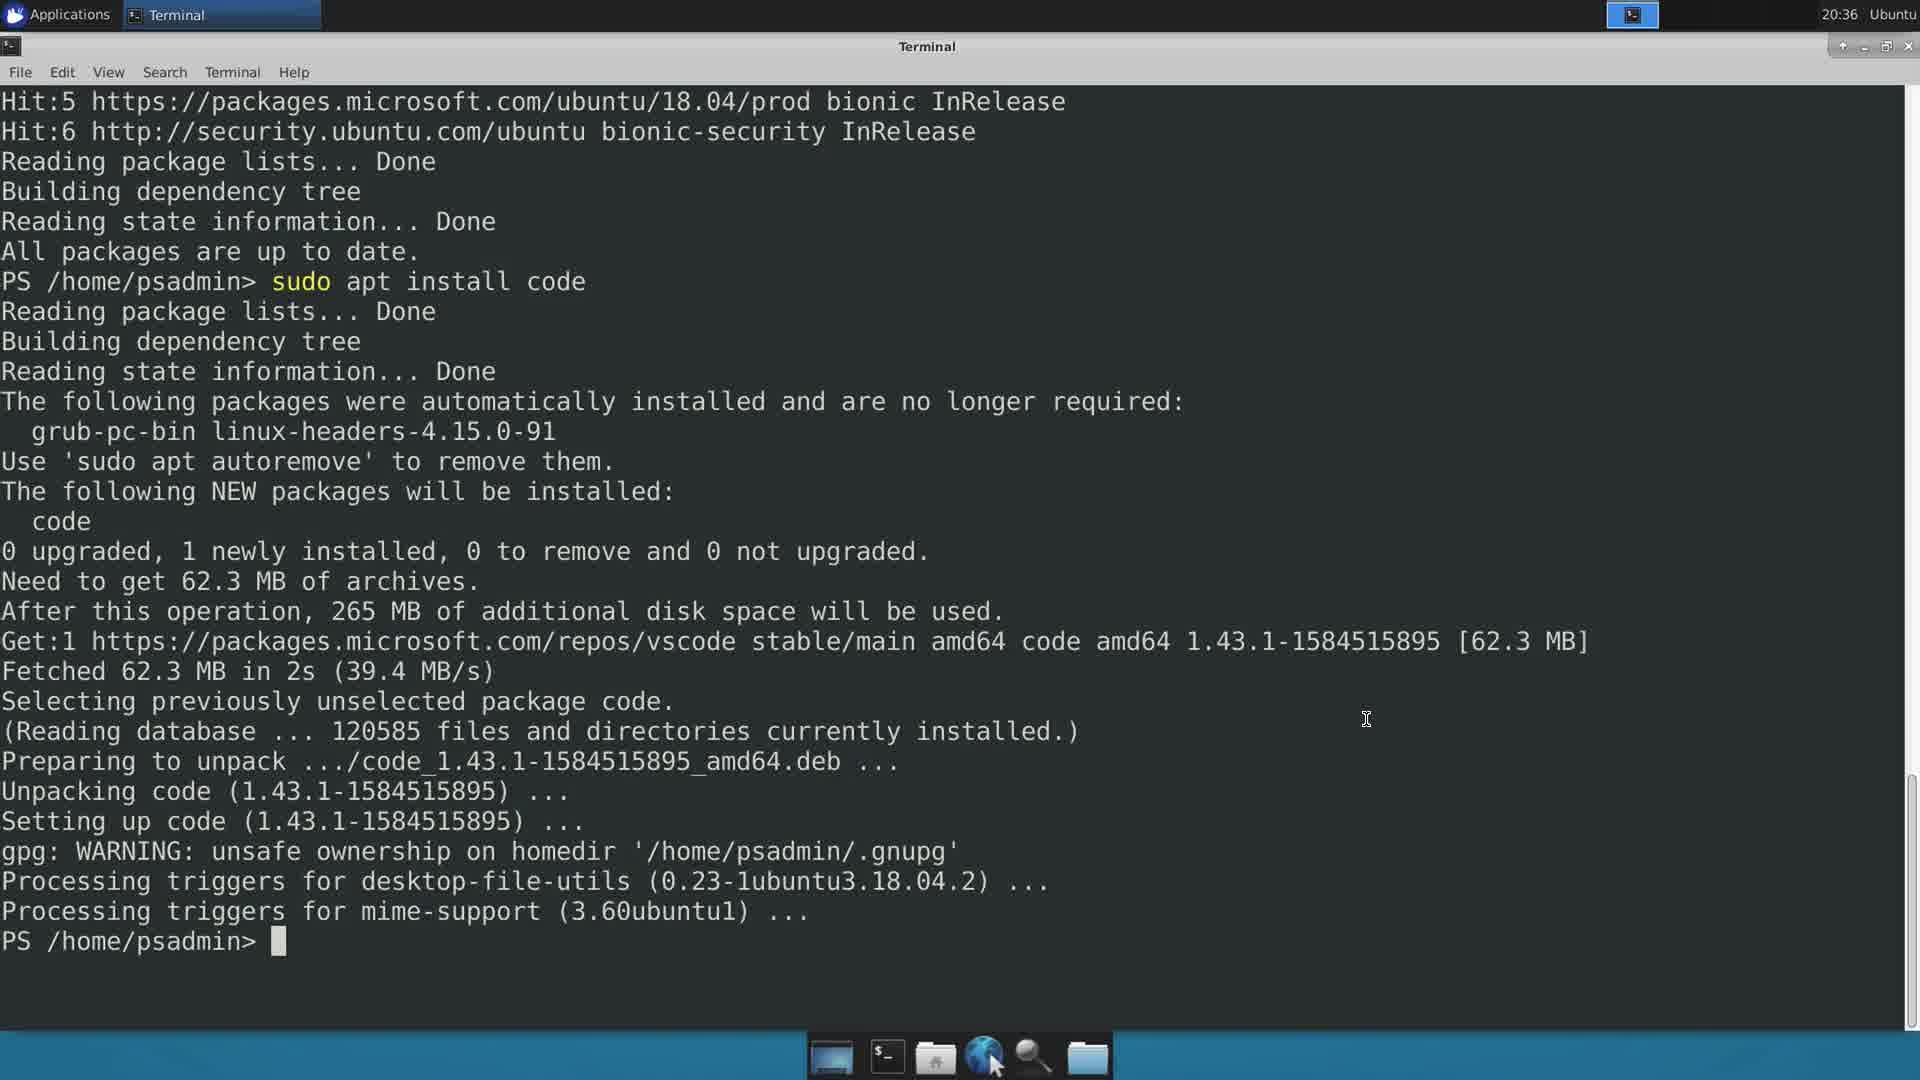 Applications
Terminal
20:36 Ubuntu
Terminal
File Edit View Search Terminal Help
Hit:5 https://packages.microsoft.com/ubuntu/18.04/prod bionic InRelease
Hit:6 http://security.ubuntu.com/ubuntu bionic-security InRelease
Reading package lists... Done
Building dependency tree
Reading state information... Done
All packages are up to date.
PS /home/psadmin> sudo apt install code
Reading package lists... Done
Building dependency tree
Reading state information... Done
The following packages were automatically installed and are no longer required:
  grub-pc-bin linux-headers-4.15.0-91
Use 'sudo apt autoremove' to remove them.
The following NEW packages will be installed:
  code
0 upgraded, 1 newly installed, 0 to remove and 0 not upgraded.
Need to get 62.3 MB of archives.
After this operation, 265 MB of additional disk space will be used.
Get:1 https://packages.microsoft.com/repos/vscode stable/main amd64 code amd64 1.43.1-1584515895 [62.3 MB]
Fetched 62.3 MB in 2s (39.4 MB/s)
Selecting previously unselected package code.
(Reading database ... 120585 files and directories currently installed.)
Preparing to unpack .../code_1.43.1-1584515895_amd64.deb ...
Unpacking code (1.43.1-1584515895) ...
Setting up code (1.43.1-1584515895) ...
gpg: WARNING: unsafe ownership on homedir '/home/psadmin/.gnupg'
Processing triggers for desktop-file-utils (0.23-1ubuntu3.18.04.2) ...
Processing triggers for mime-support (3.60ubuntu1) ...
PS /home/psadmin>